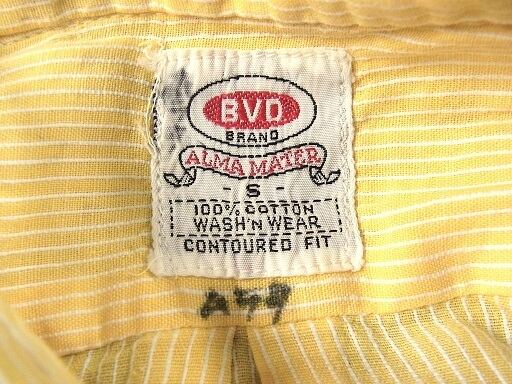 BVD
BRAND
ALMA MATER
- S -
100% COTTON
WASH'N WEAR
CONTOURED FIT